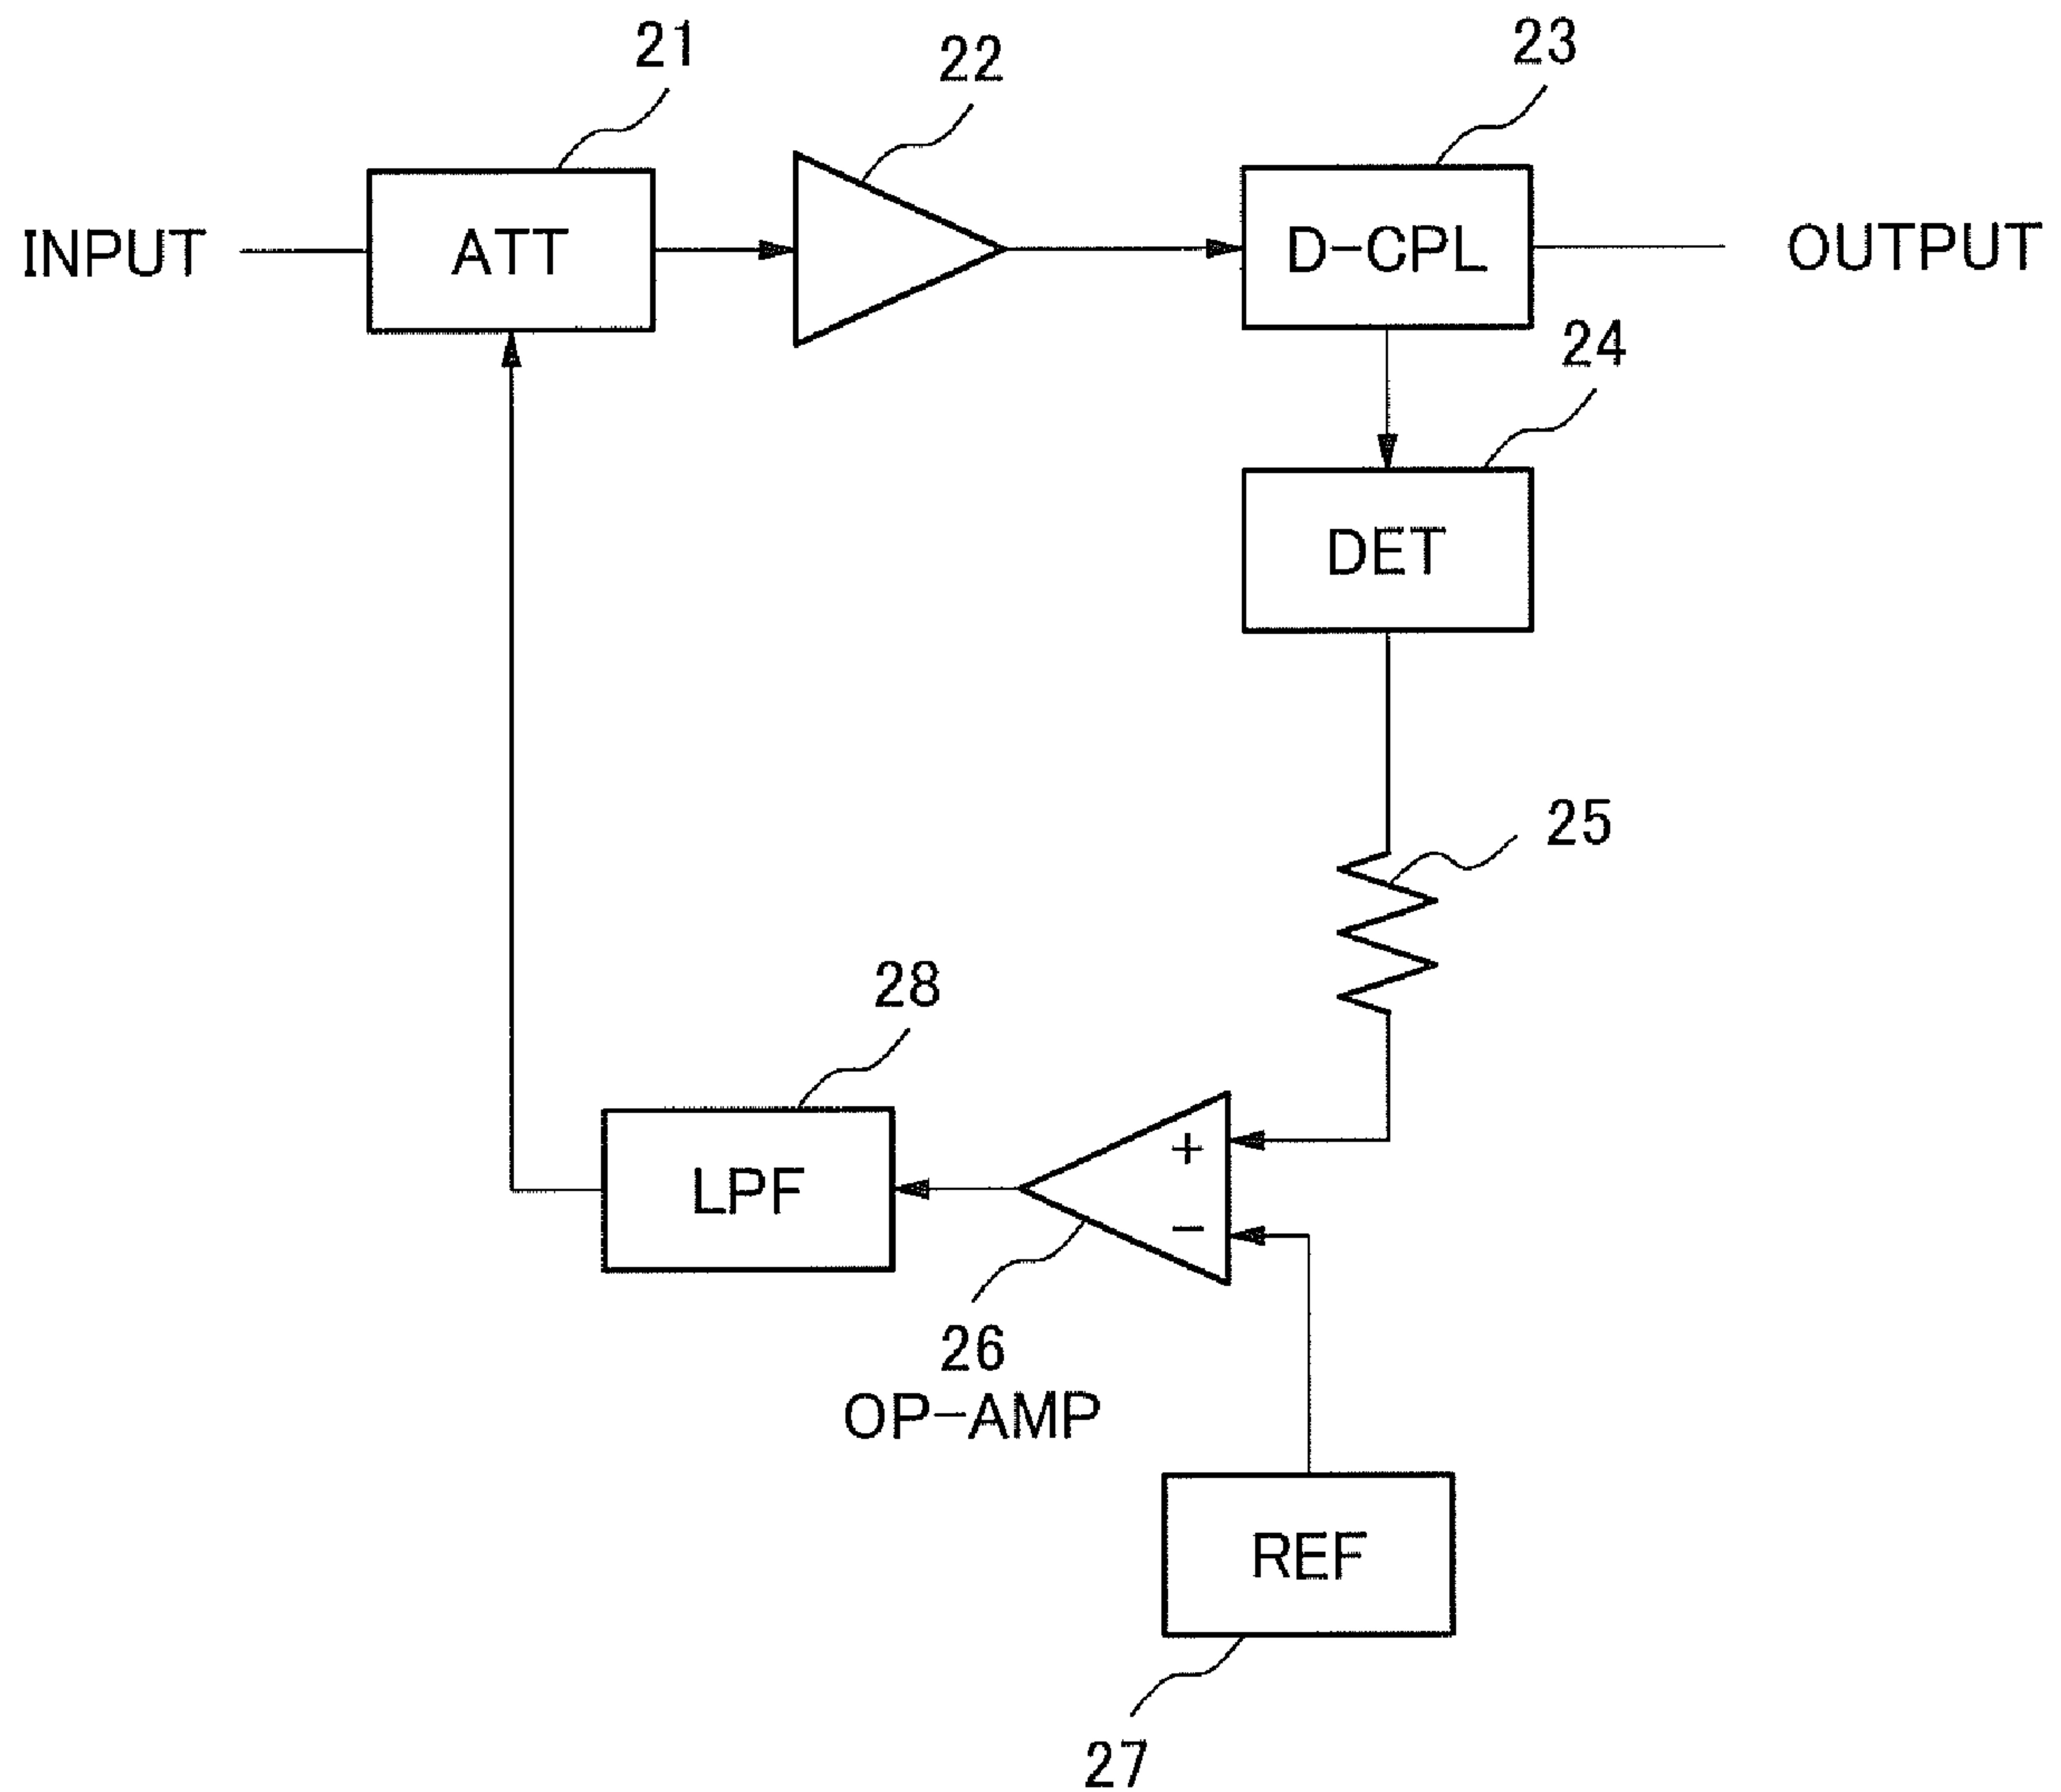 21
22
23
INPUT
ATT
D-CPL
OUTPUT
24
DET
25
28
+
LPF
−
26
OP-AMP
REF
27